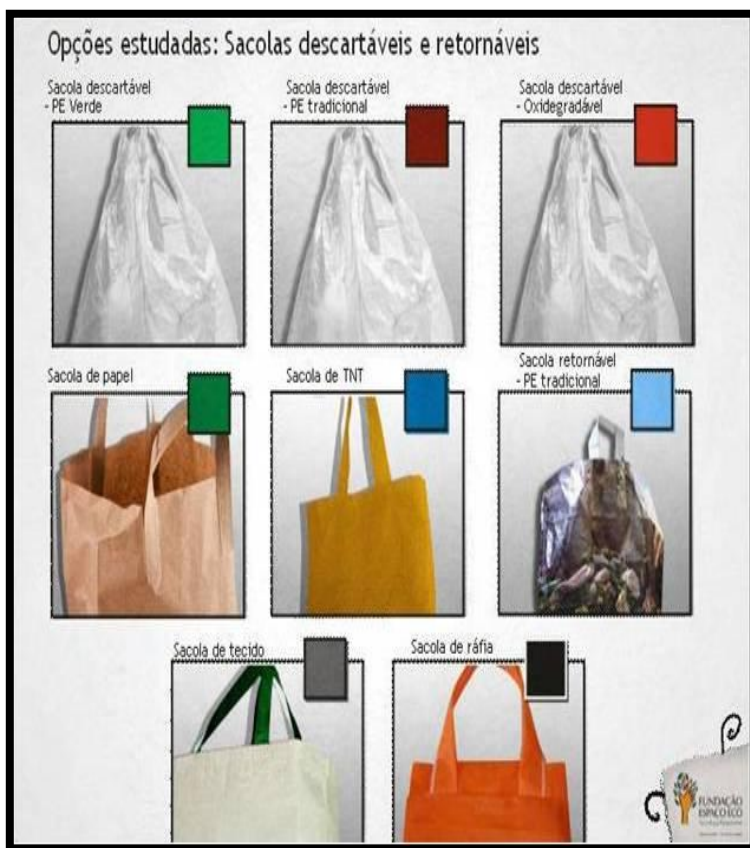 Opções estudadas: Sacolas descartáveis e retornáveis
Sacola descartável
- PE Verde
Sacola descartável
- PE tradicional
Sacola descartável
- Oxidegradável
Sacola de papel
Sacola de TNT
Sacola retornável
- PE tradicional
Sacola de tecido
Sacola de ráfia
FUNDAÇÃO
ESPAÇO ECO